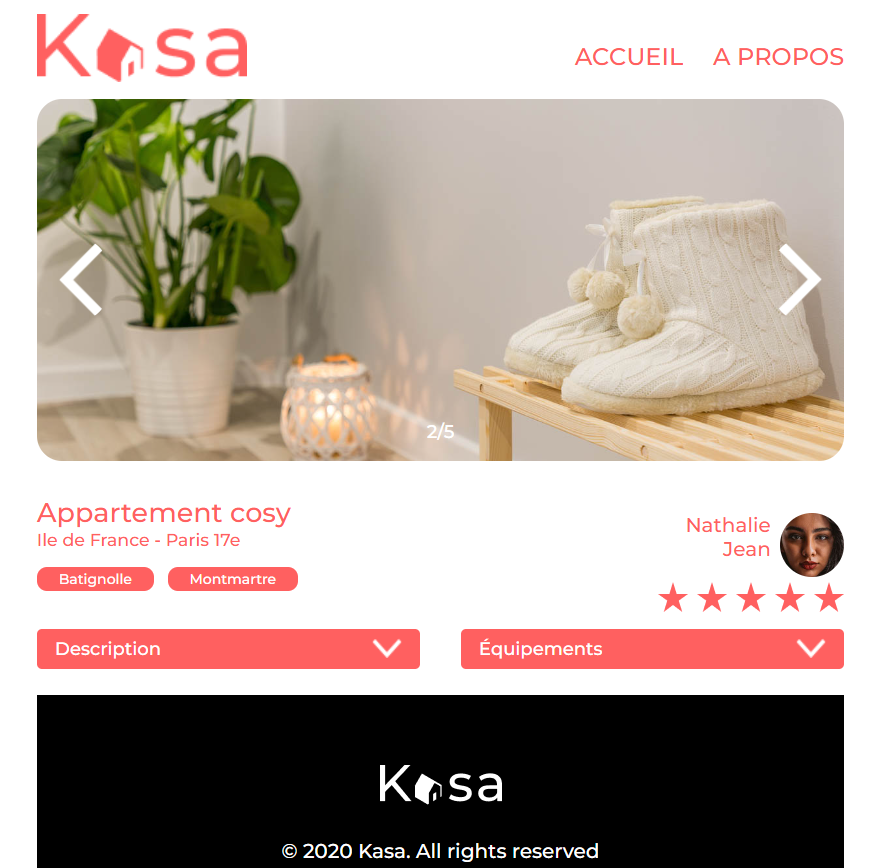 Kasa
ACCUEIL A PROPOS
2/5
Appartement cosy
Ile de France - Paris 17e
Batignolle Montmartre
Nathalie
Jean
Description
Équipements
Kasa
© 2020 Kasa. All rights reserved